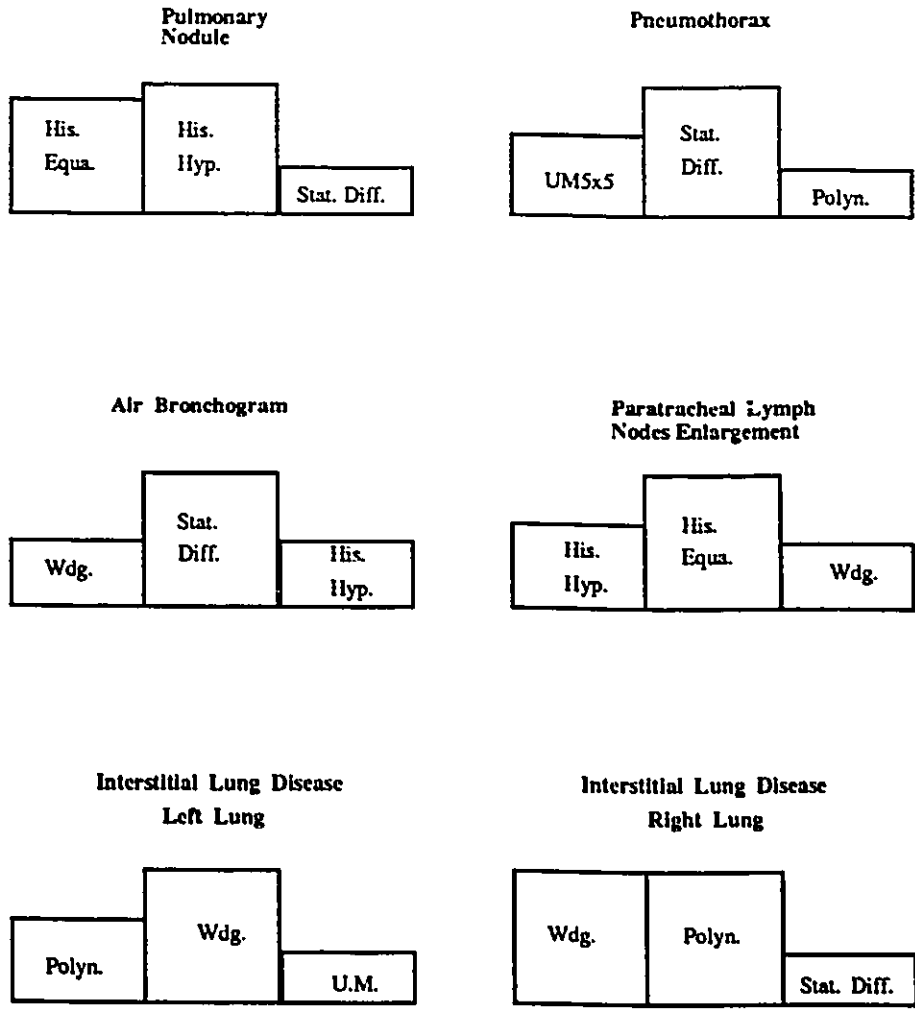 Pulmonary
Nodule
His.
Equa.
His.
Hyp.
Stat. Diff.
Pneumothorax
UM5x5
Stat.
Diff.
Polyn.
Air Bronchogram
Wdg.
Stat.
Diff.
His.
Hyp.
Paratracheal Lymph
Nodes Enlargement
His.
Hyp.
His.
Equa.
Wdg.
Interstitial Lung Disease
Left Lung
Polyn.
Wdg.
U.M.
Interstitial Lung Disease
Right Lung
Wdg.
Polyn.
Stat. Diff.